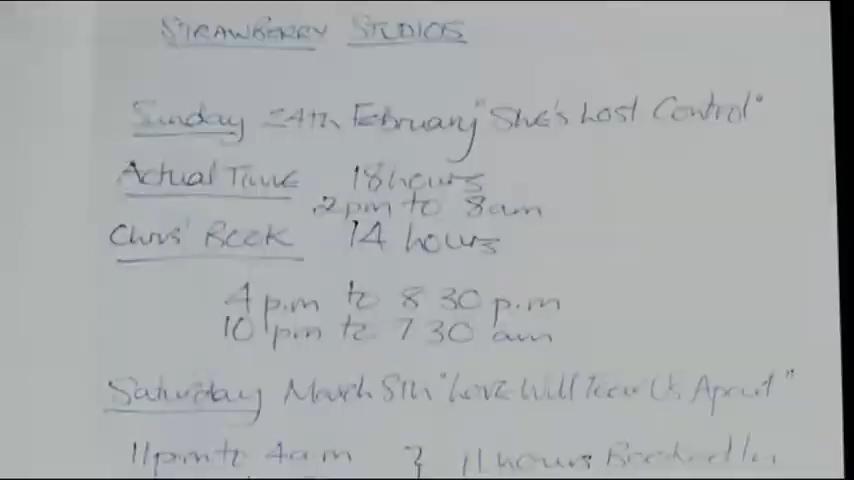 STRAWBERRY STUDIOS
Sunday 24th February "She's Lost Control"
Actual Time 18 hours
2pm to 8am
Chris' Book 14 hours
4 p.m to 8 30 p.m
10 pm to 7 30 am
Saturday March 8th "Love Will Tear Us Apart"
11pm to 4am } 11 hours Booked In